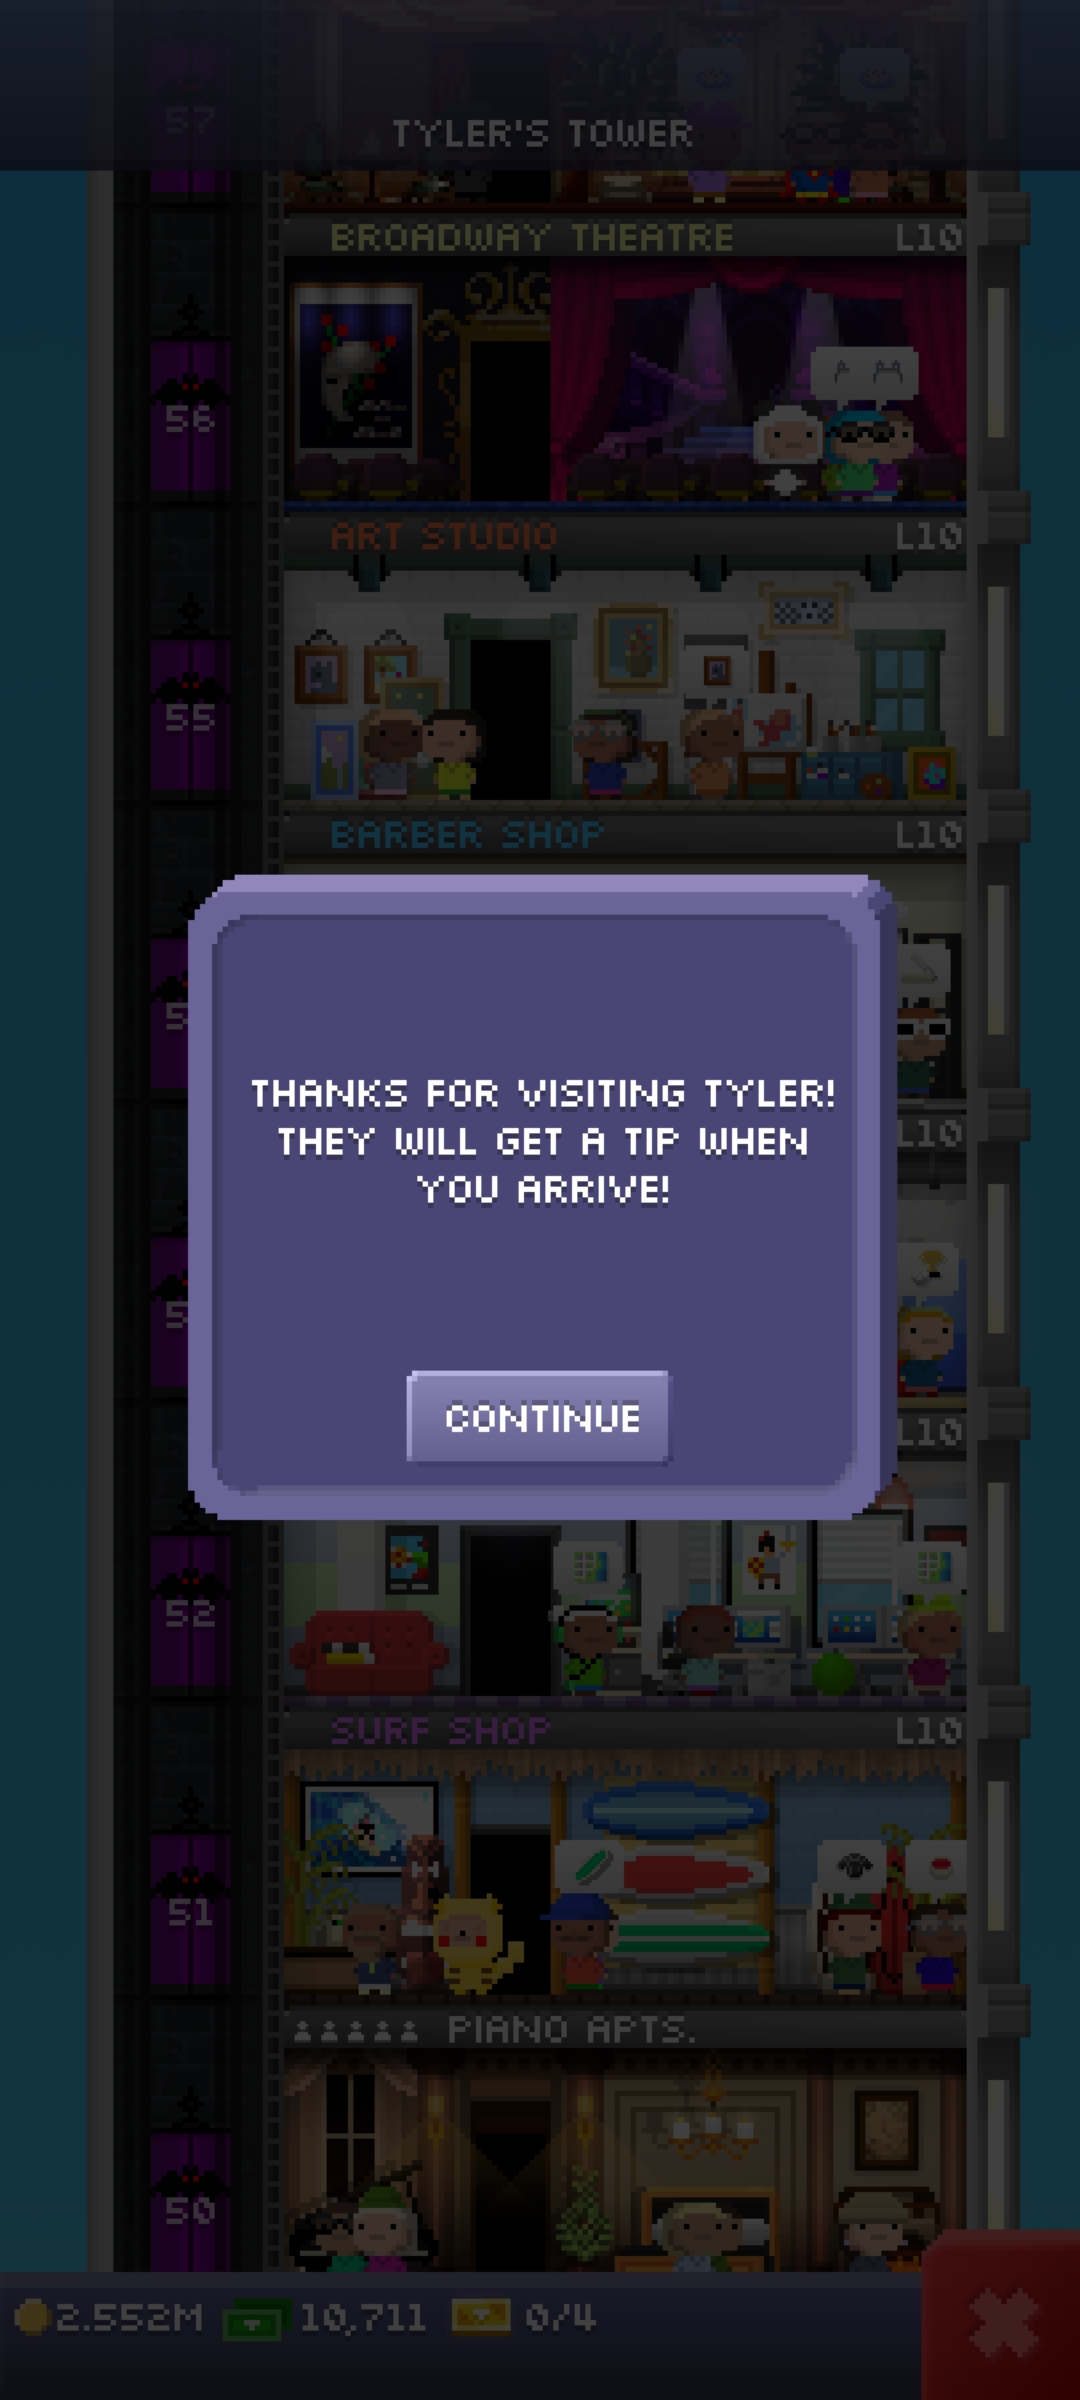 57
TYLER'S TOWER
BROADWAY THEATRE L10
56
ART STUDIO L10
55
BARBER SHOP L10
THANKS FOR VISITING TYLER!
THEY WILL GET A TIP WHEN
YOU ARRIVE!
L10
CONTINUE
L10
52
SURF SHOP L10
51
PIANO APTS.
50
2.552M 10,711 0/4